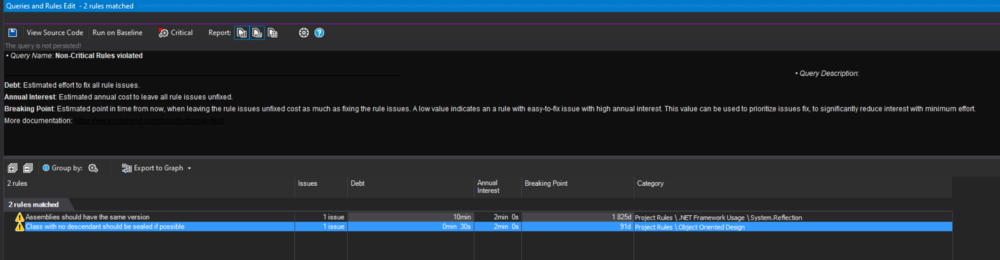 Queries and Rules Edit - 2 rules matched
View Source Code Run on Baseline Critical Report:
The query is not persisted!
• Query Name: Non-Critical Rules violated
• Query Description:
Debt: Estimated effort to fix all rule issues.
Annual Interest: Estimated annual cost to leave all rule issues unfixed.
Breaking Point: Estimated point in time from now, when leaving the rule issues unfixed cost as much as fixing the rule issues. A low value indicates an a rule with easy-to-fix issue with high annual interest. This value can be used to prioritize issues fix, to significantly reduce interest with minimum effort.
More documentation:
Group by: Export to Graph
2 rules Issues Debt Annual Interest Breaking Point Category
2 rules matched
Assemblies should have the same version 1 issue 10min 2min 0s 1 825d Project Rules \ .NET Framework Usage \ System.Reflection
Class with no descendant should be sealed if possible 1 issue 0min 30s 2min 0s 91d Project Rules \ Object Oriented Design